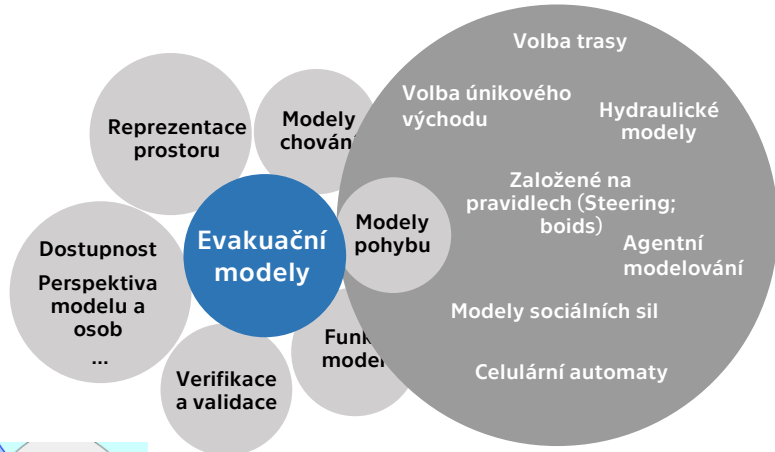 Volba trasy
Volba únikového
východu
Hydraulické
modely
Založené na
pravidlech (Steering;
boids)
Agentní
modelování
Modely sociálních sil
Celulární automaty
Modely
pohybu
Evakuační
modely
Modely
chování
Reprezentace
prostoru
Dostupnost
Perspektiva
modelu a
osob
...
Verifikace
a validace